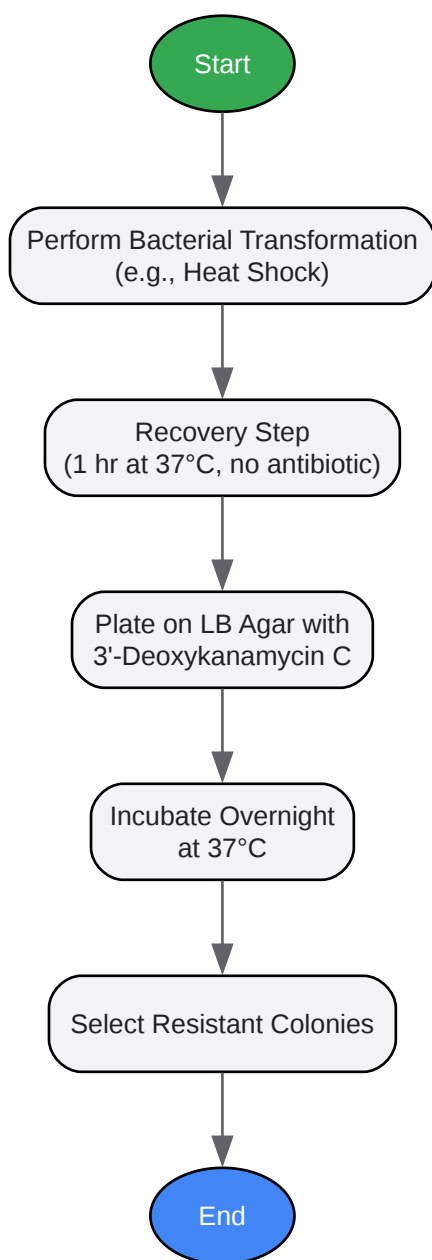 Start
Perform Bacterial Transformation
(e.g., Heat Shock)
Recovery Step
(1 hr at 37°C, no antibiotic)
Plate on LB Agar with
3'-Deoxykanamycin C
Incubate Overnight
at 37°C
Select Resistant Colonies
End